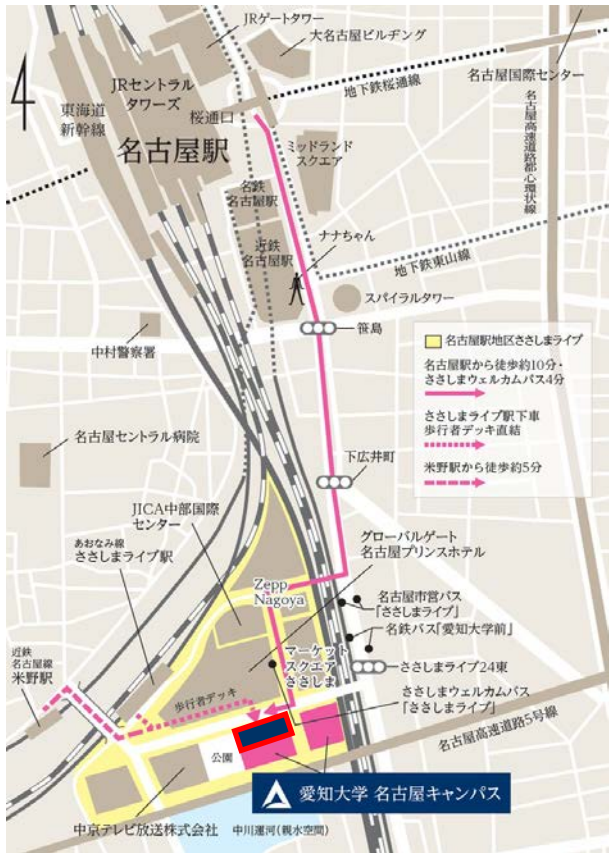 JRゲートタワー
大名古屋ビルヂング
JRセントラル
タワーズ
東海道
新幹線
桜通口
名古屋駅
地下鉄桜通線
名古屋国際センター
名古屋高速道路都心環状線
ミッドランド
スクエア
名鉄
名古屋駅
近鉄
名古屋駅
ナナちゃん
地下鉄東山線
スパイラルタワー
中村警察署
笹島
名古屋駅地区ささしまライブ
名古屋駅から徒歩約10分・
ささしまウェルカムバス4分
ささしまライブ駅下車
歩行者デッキ直結
米野駅から徒歩約5分
名古屋セントラル病院
下広井町
JICA中部国際
センター
あおなみ線
ささしまライブ駅
グローバルゲート
名古屋プリンスホテル
Zepp
Nagoya
名古屋市営バス
「ささしまライブ」
名鉄バス「愛知大学前」
マーケット
スクエア
ささしま
ささしまライブ24東
近鉄
名古屋線
米野駅
歩行者デッキ
ささしまウェルカムバス
「ささしまライブ」
名古屋高速道路5号線
公園
愛知大学 名古屋キャンパス
中京テレビ放送株式会社
中川運河(親水空間)